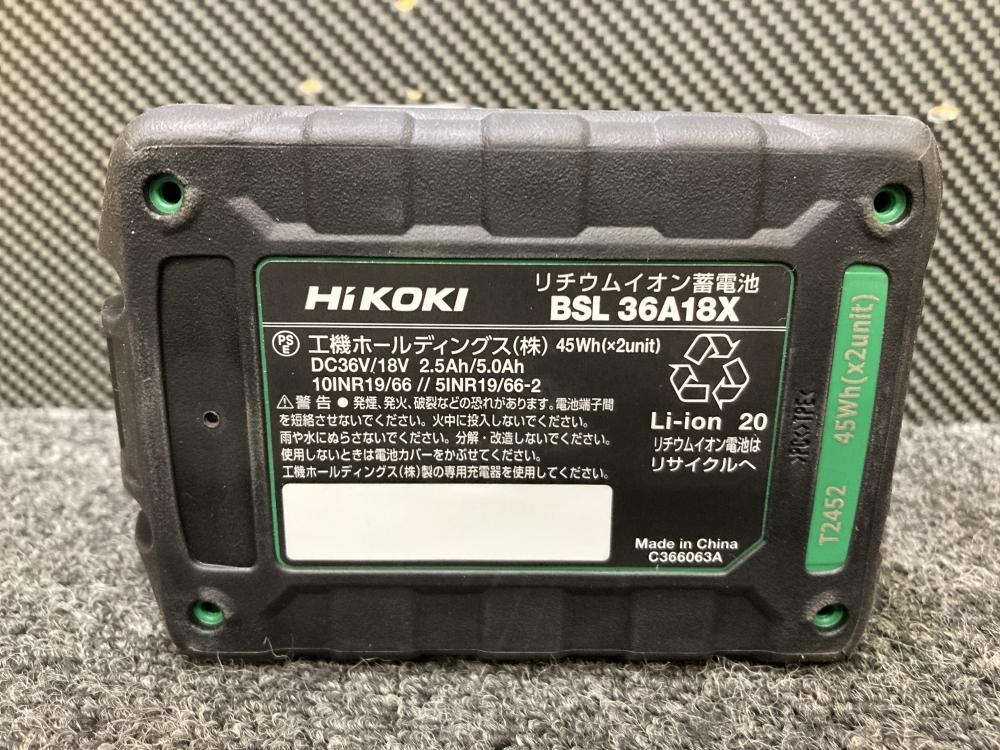 HiKOKI
リチウムイオン蓄電池
BSL 36A18X
PSE 工機ホールディングス(株) 45Wh(×2unit)
DC36V/18V 2.5Ah/5.0Ah
10INR19/66 // 5INR19/66-2
⚠警告 ● 発煙、発火、破裂などの恐れがあります。電池端子間
を短絡させないでください。火中に投入しないでください。
雨や水にぬらさないでください。分解・改造しないでください。
使用しないときは電池カバーをかぶせてください。
工機ホールディングス(株)製の専用充電器を使用してください。
Li-ion 20
リチウムイオン電池は
リサイクルへ
Made in China
C366063A
>PC<>TPE<
T2452 45Wh(x2unit)